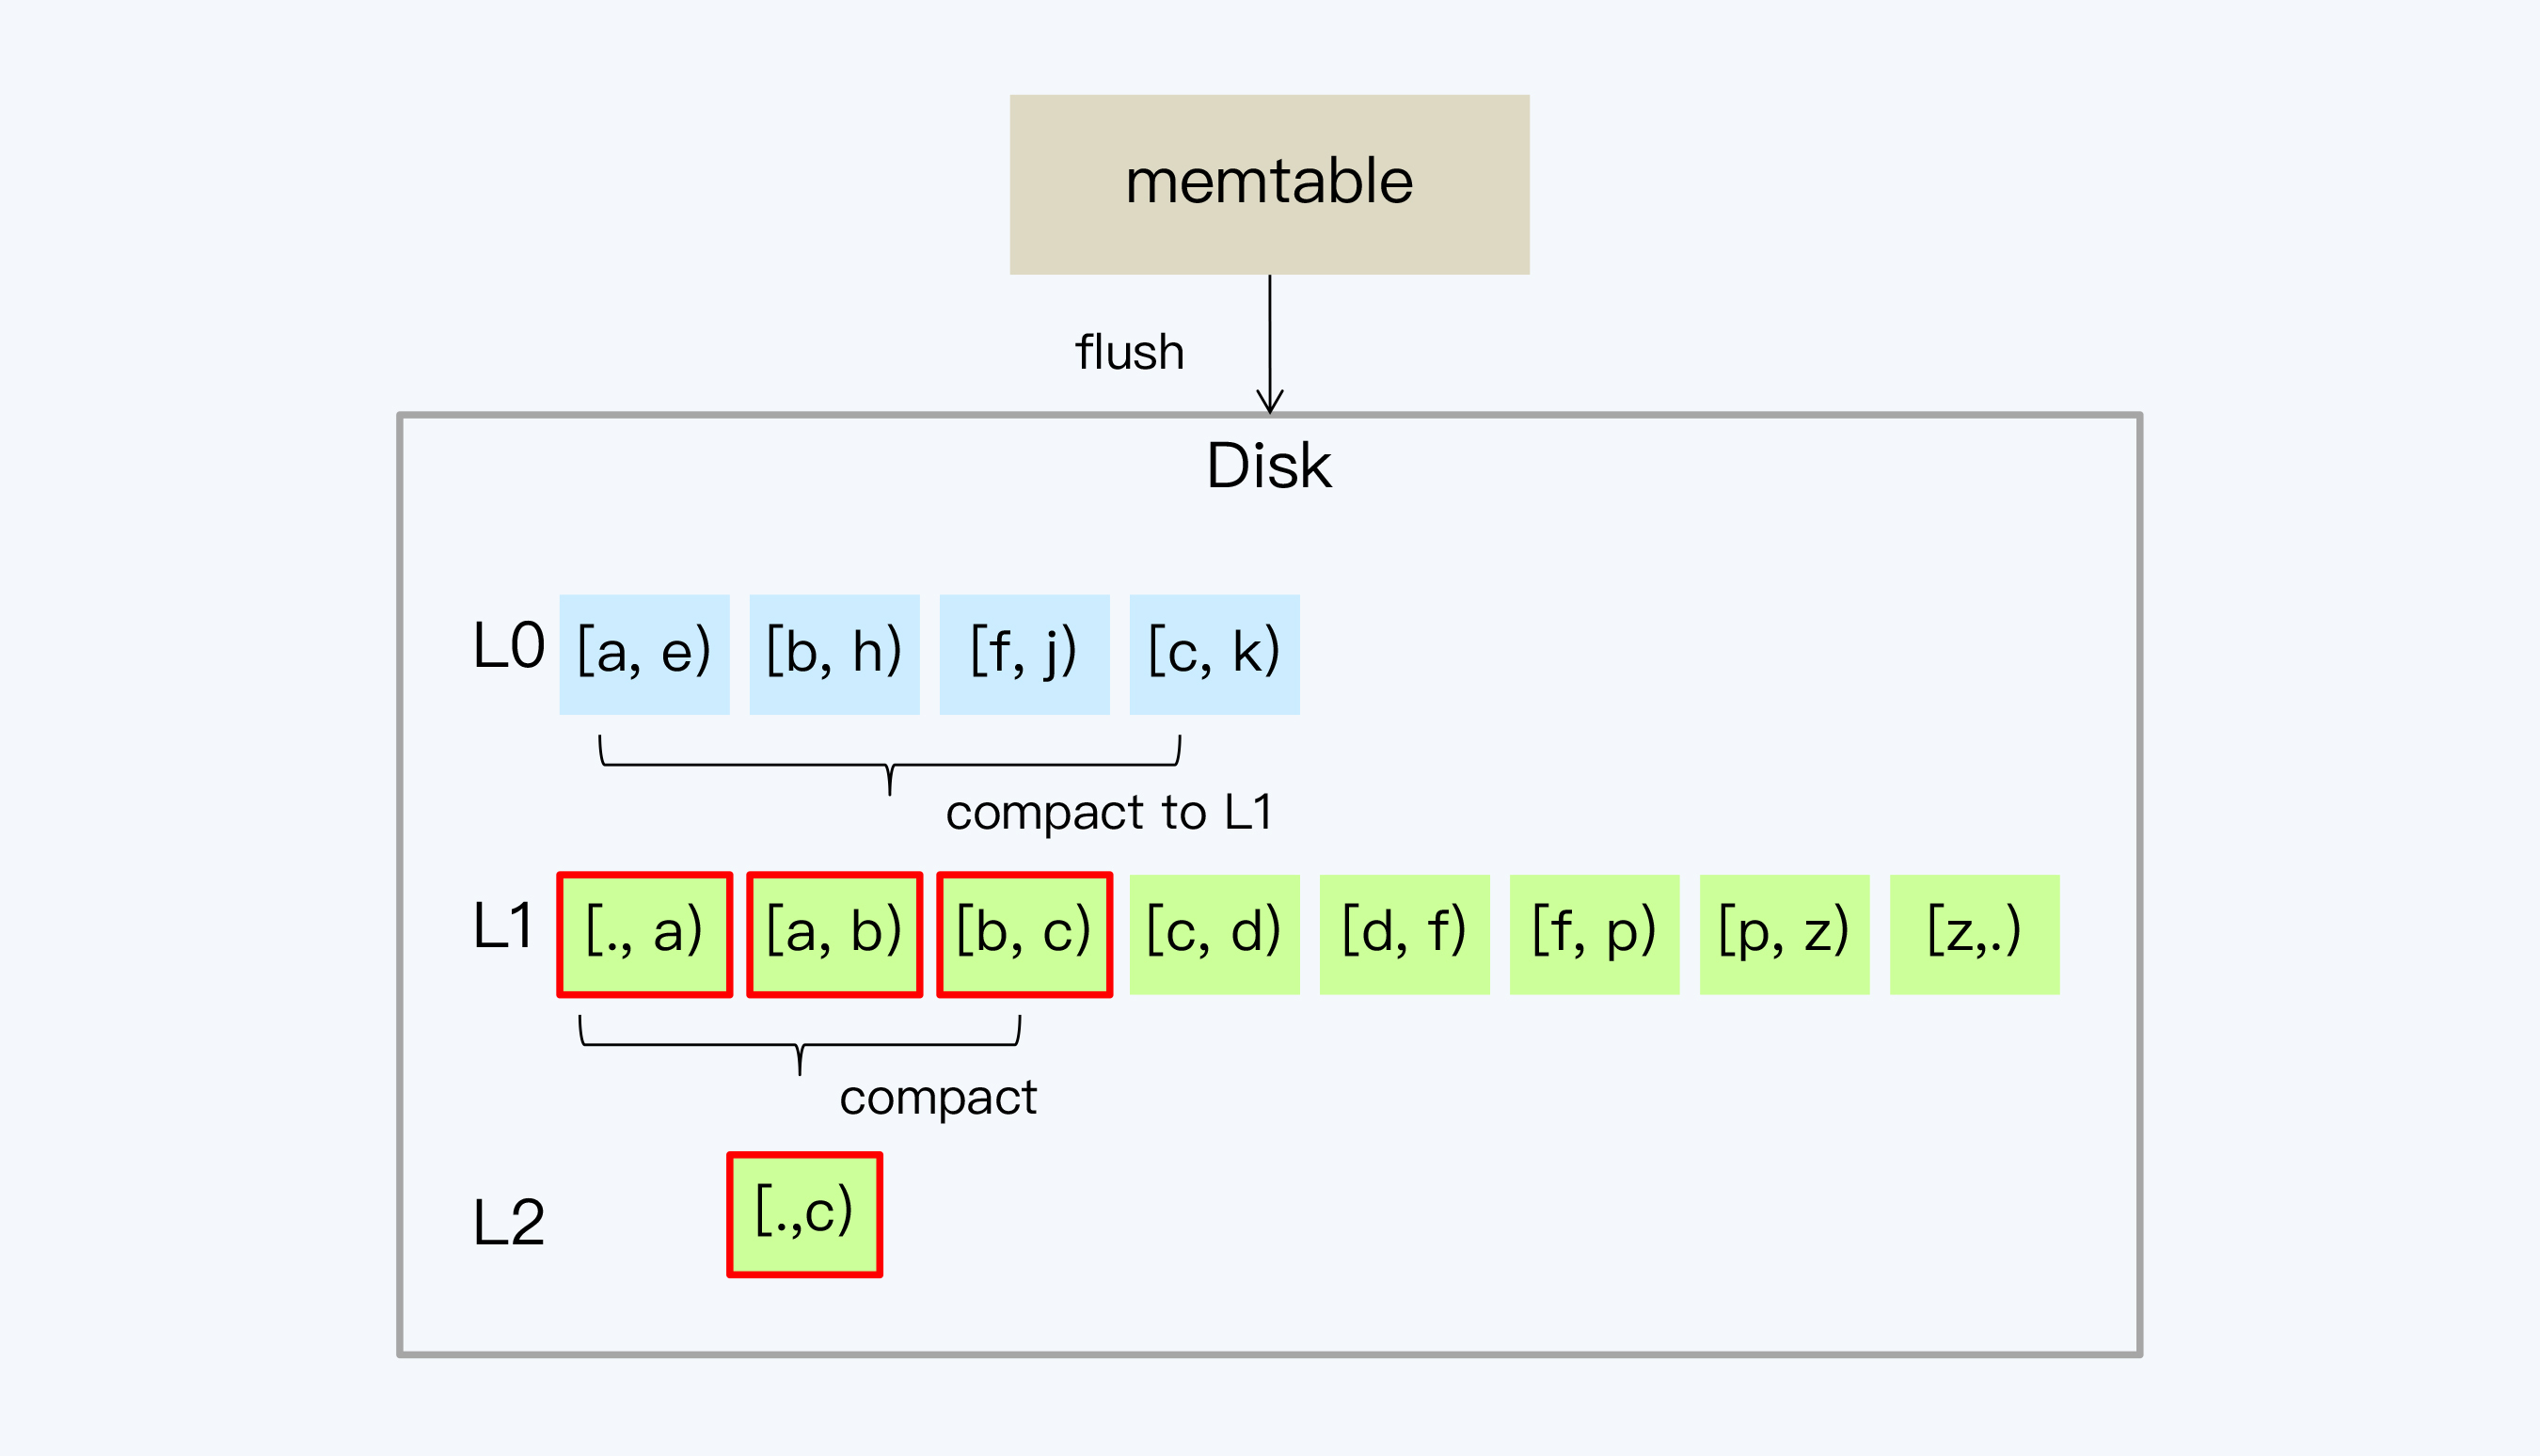 memtable
flush
Disk
L0 [a, e) [b, h) [f, j) [c, k)
compact to L1
L1 [., a) [a, b) [b, c) [c, d) [d, f) [f, p) [p, z) [z,.)
compact
L2 [.,c)